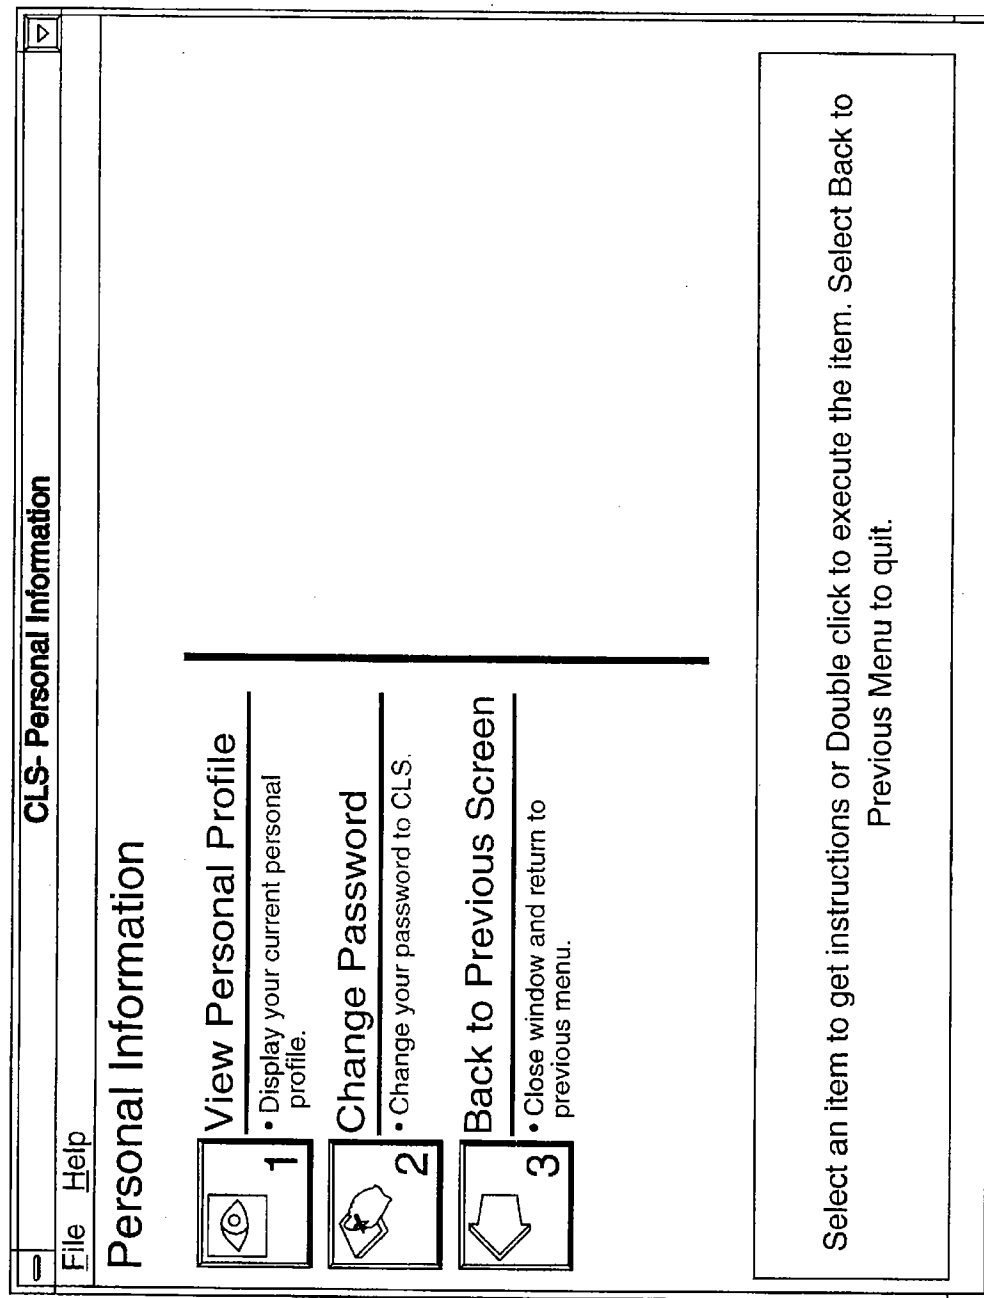 CLS- Personal Information
File Help
Personal Information
1
View Personal Profile
• Display your current personal
profile.
2
Change Password
• Change your password to CLS.
3
Back to Previous Screen
• Close window and return to
previous menu.
Select an item to get instructions or Double click to execute the item. Select Back to
Previous Menu to quit.